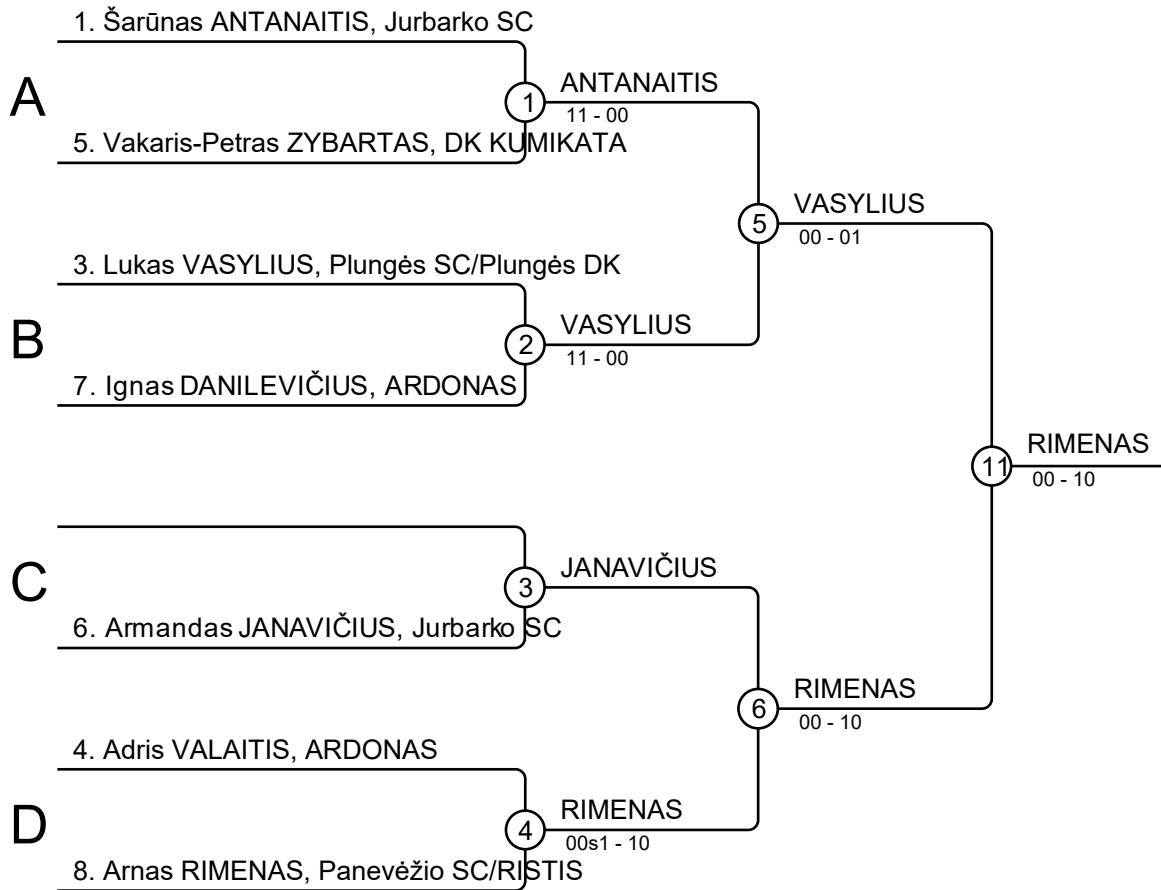 1. Šarūnas ANTANAITIS, Jurbarko SC
A
1
ANTANAITIS
11 - 00
5. Vakaris-Petras ZYBARTAS, DK KUMIKATA
5
VASYLIUS
00 - 01
3. Lukas VASYLIUS, Plungės SC/Plungės DK
B
2
VASYLIUS
11 - 00
7. Ignas DANILEVIČIUS, ARDONAS
11
RIMENAS
00 - 10
C
3
JANAVIČIUS
6. Armandas JANAVIČIUS, Jurbarko SC
6
RIMENAS
00 - 10
4. Adris VALAITIS, ARDONAS
D
4
RIMENAS
00s1 - 10
8. Arnas RIMENAS, Panevėžio SC/RISTIS